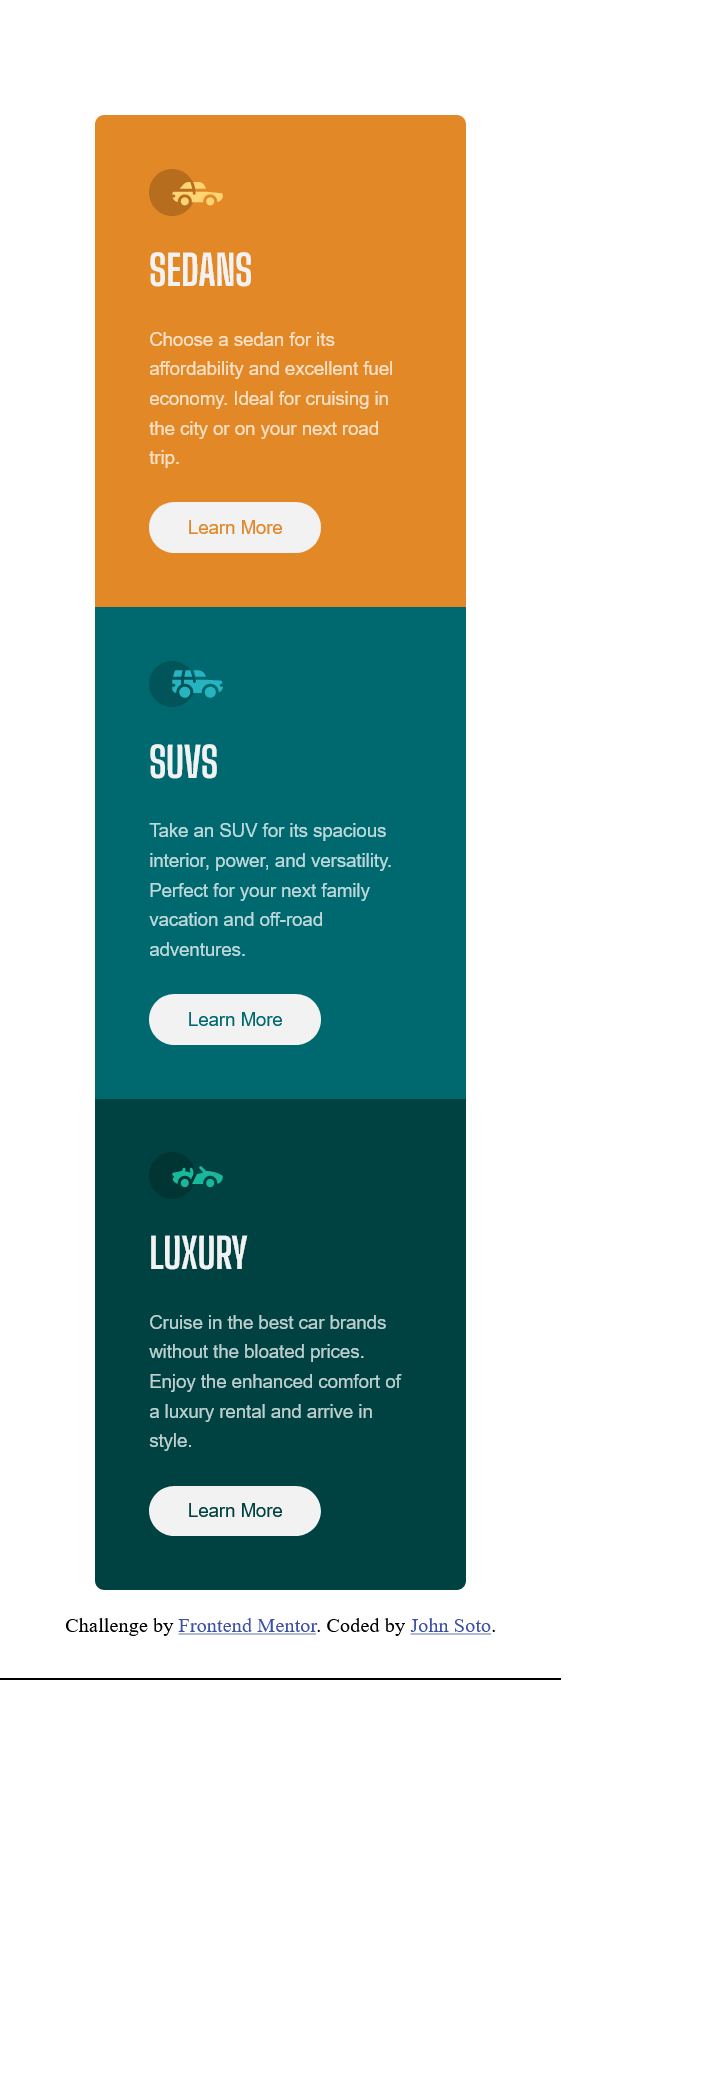 SEDANS
Choose a sedan for its
affordability and excellent fuel
economy. Ideal for cruising in
the city or on your next road
trip.
Learn More
SUVS
Take an SUV for its spacious
interior, power, and versatility.
Perfect for your next family
vacation and off-road
adventures.
Learn More
LUXURY
Cruise in the best car brands
without the bloated prices.
Enjoy the enhanced comfort of
a luxury rental and arrive in
style.
Learn More
Challenge by Frontend Mentor. Coded by John Soto.